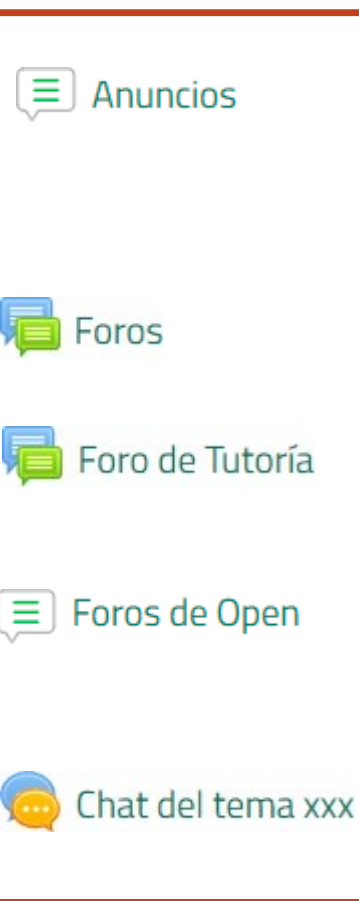 Anuncios
Foros
Foro de Tutoría
Foros de Open
Chat del tema xxx